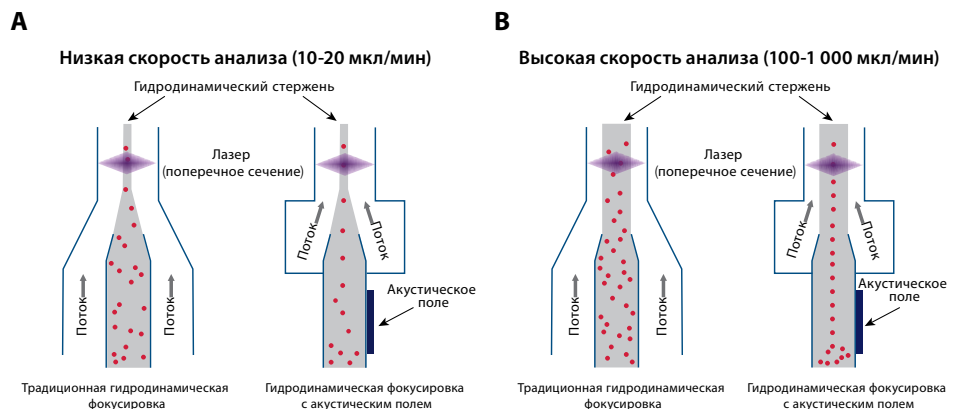 A
Низкая скорость анализа (10-20 мкл/мин)
Гидродинамический стержень
Лазер
(поперечное сечение)
Поток
Поток
Поток
Поток
Акустическое
поле
Традиционная гидродинамическая
фокусировка
Гидродинамическая фокусировка
с акустическим полем
B
Высокая скорость анализа (100-1 000 мкл/мин)
Гидродинамический стержень
Лазер
(поперечное сечение)
Поток
Поток
Поток
Поток
Акустическое
поле
Традиционная гидродинамическая
фокусировка
Гидродинамическая фокусировка
с акустическим полем